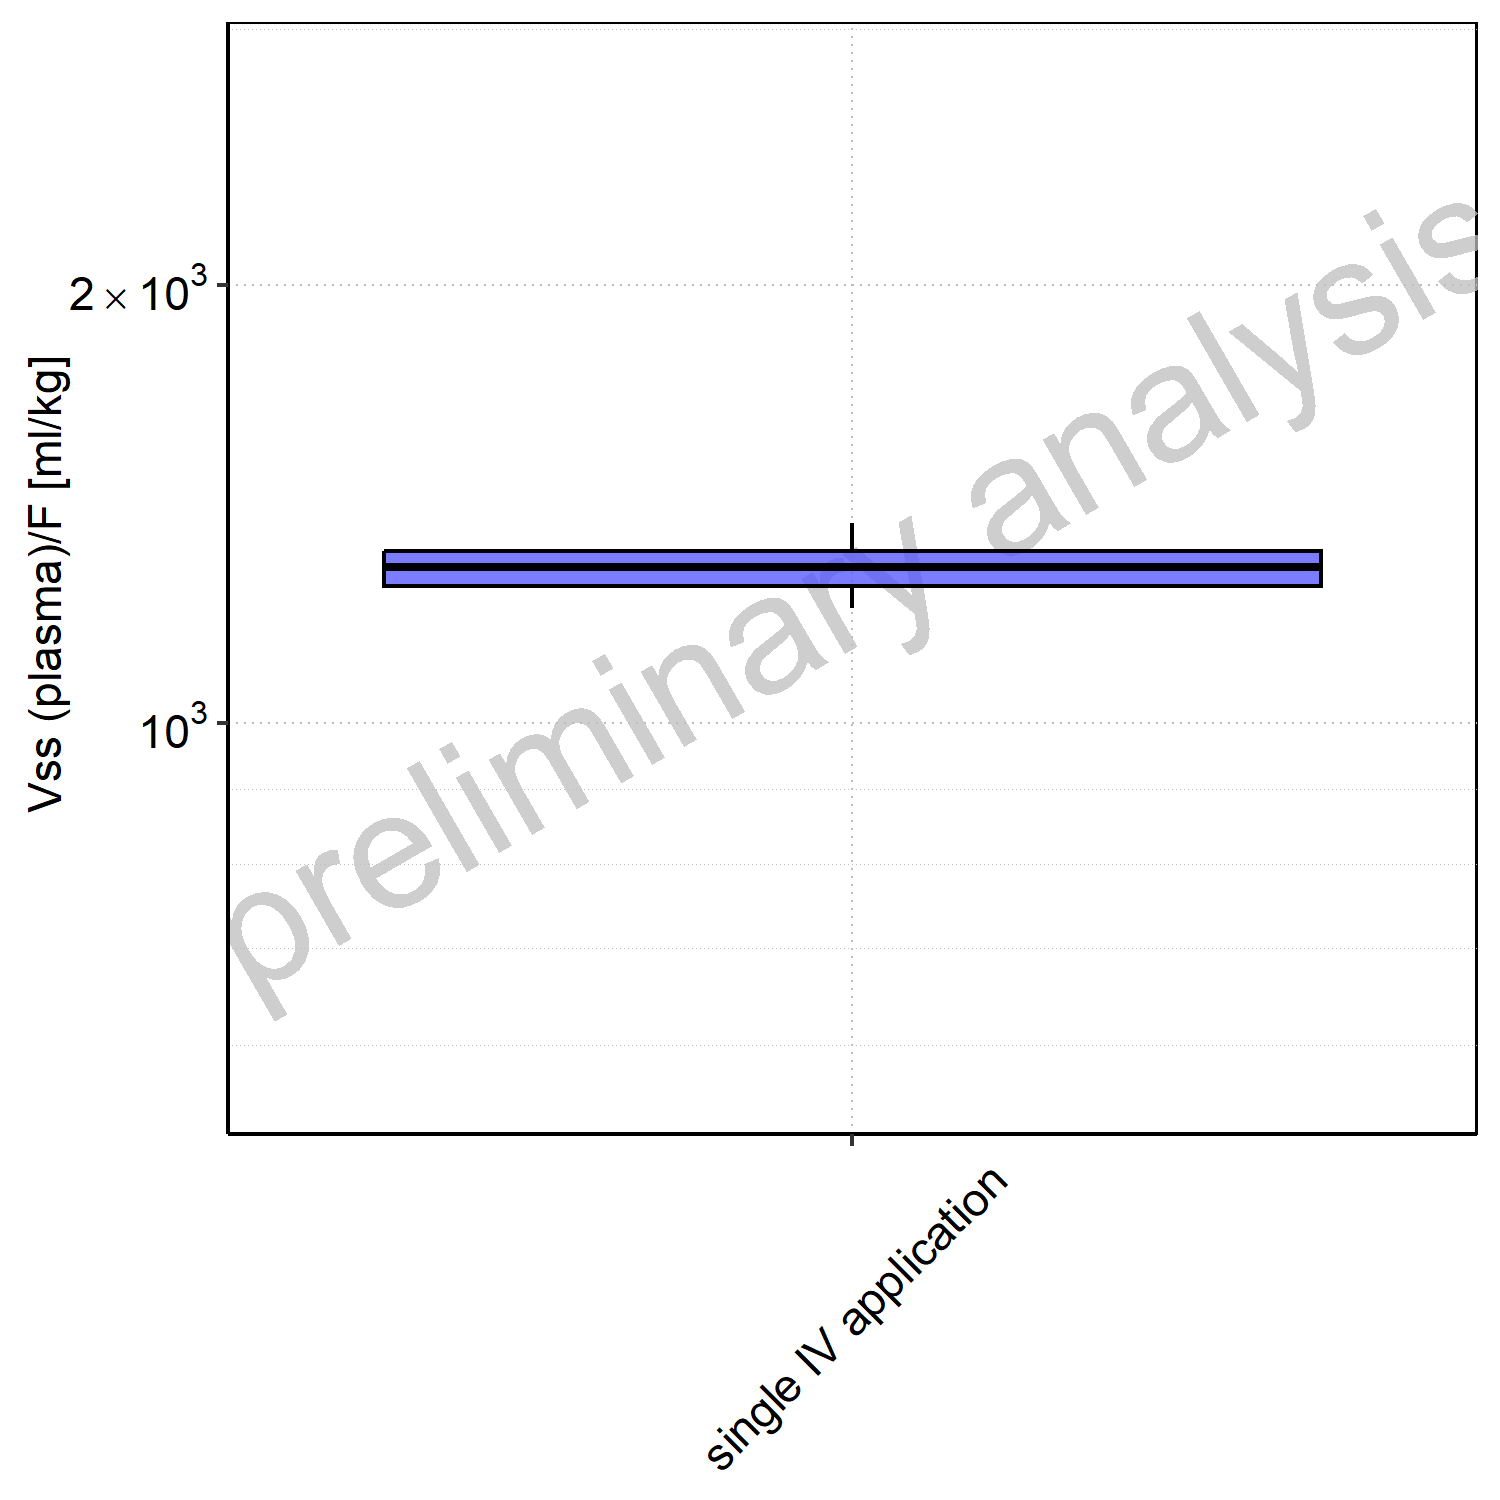 Vss (plasma)/F [ml/kg]
2 × 10³
10³
preliminary analysis
single IV application